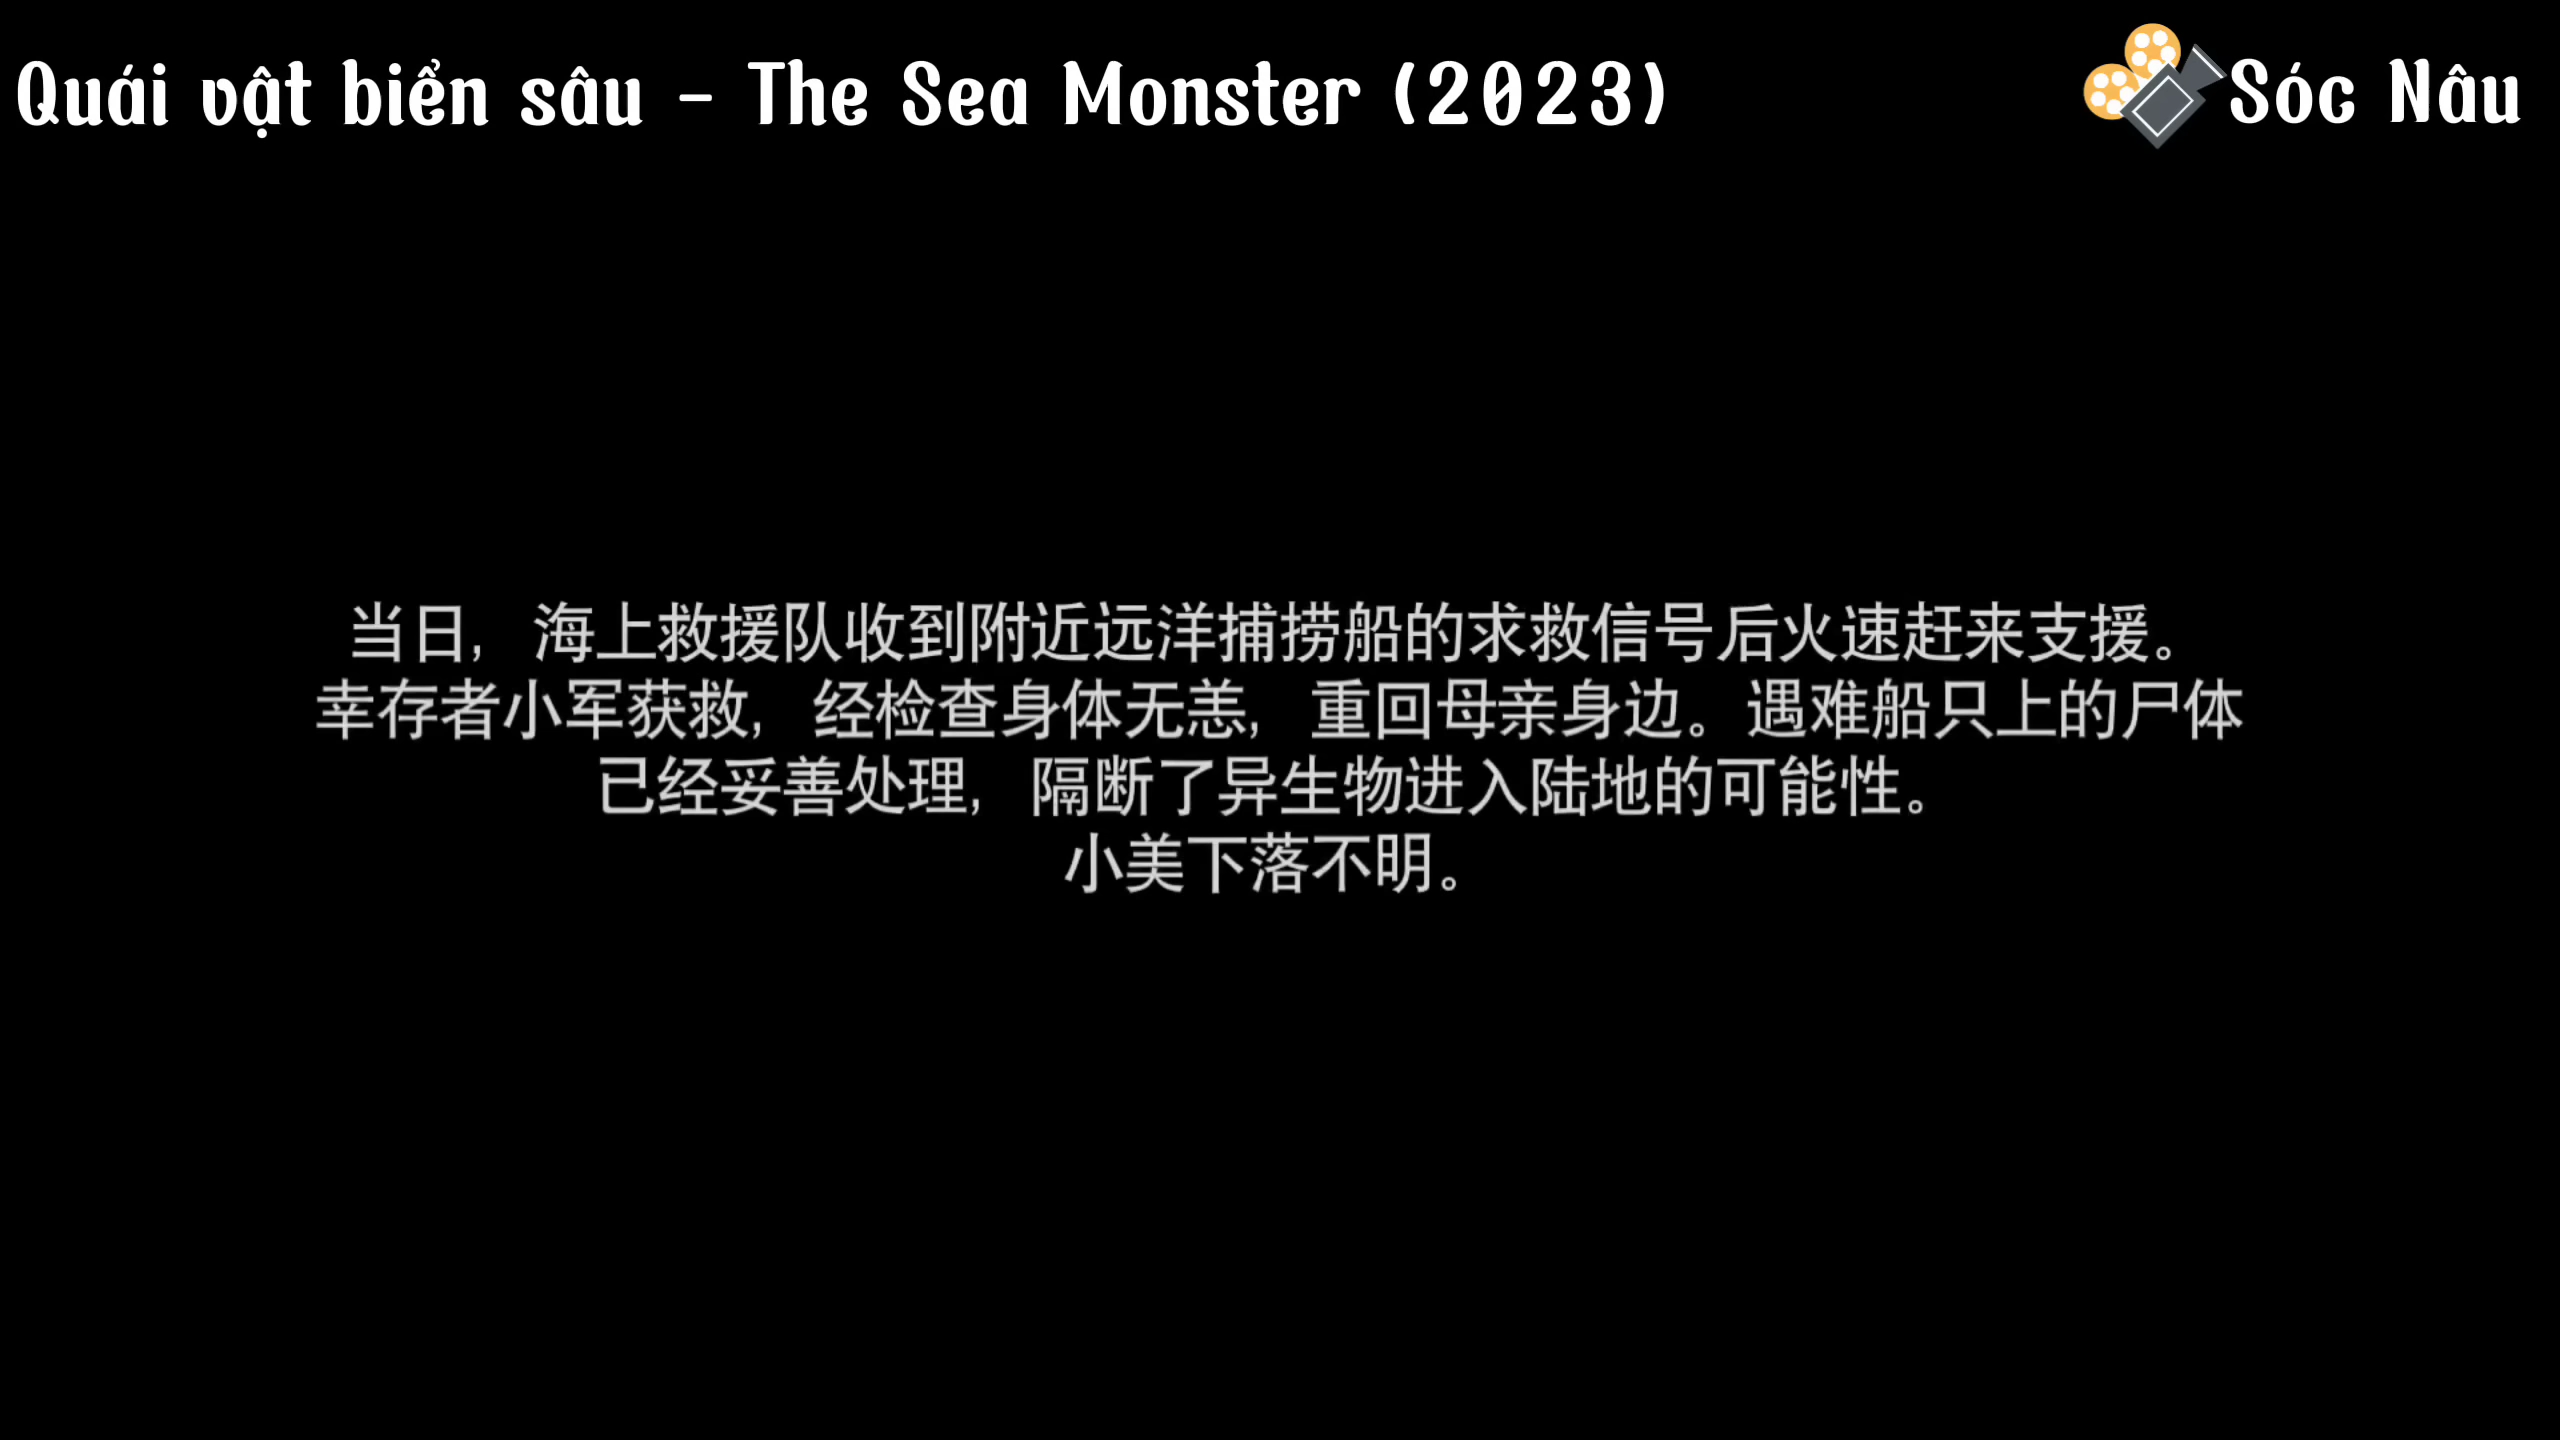 Quái vật biển sâu - The Sea Monster (2023)
Sóc Nâu
当日，海上救援队收到附近远洋捕捞船的求救信号后火速赶来支援。
幸存者小军获救，经检查身体无恙，重回母亲身边。遇难船只上的尸体
已经妥善处理，隔断了异生物进入陆地的可能性。
小美下落不明。